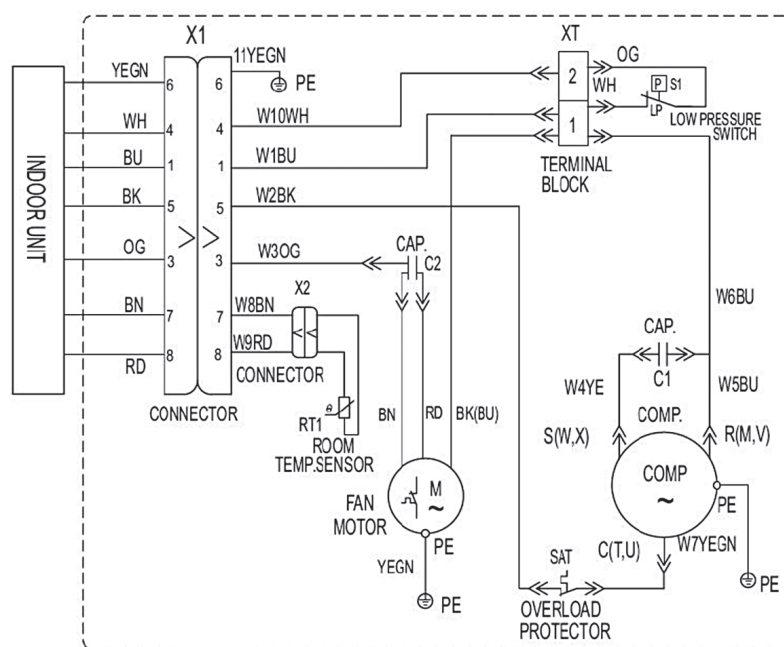 X1
XT
11YEGN
PE
YEGN
6
6
WH
4
4
W10WH
BU
1
1
W1BU
BK
5
5
W2BK
OG
3
3
W3OG
BN
7
7
W8BN
RD
8
8
W9RD
INDOOR UNIT
CONNECTOR
X2
CONNECTOR
θ
RT1
ROOM
TEMP.SENSOR
CAP.
C2
BN
RD
BK(BU)
M
~
FAN
MOTOR
PE
YEGN
PE
2
1
OG
WH
P
S1
LP
LOW PRESSURE
SWITCH
TERMINAL
BLOCK
W6BU
CAP.
C1
W4YE
W5BU
COMP.
S(W,X)
R(M,V)
COMP
~
PE
C(T,U)
W7YEGN
PE
SAT
OVERLOAD
PROTECTOR